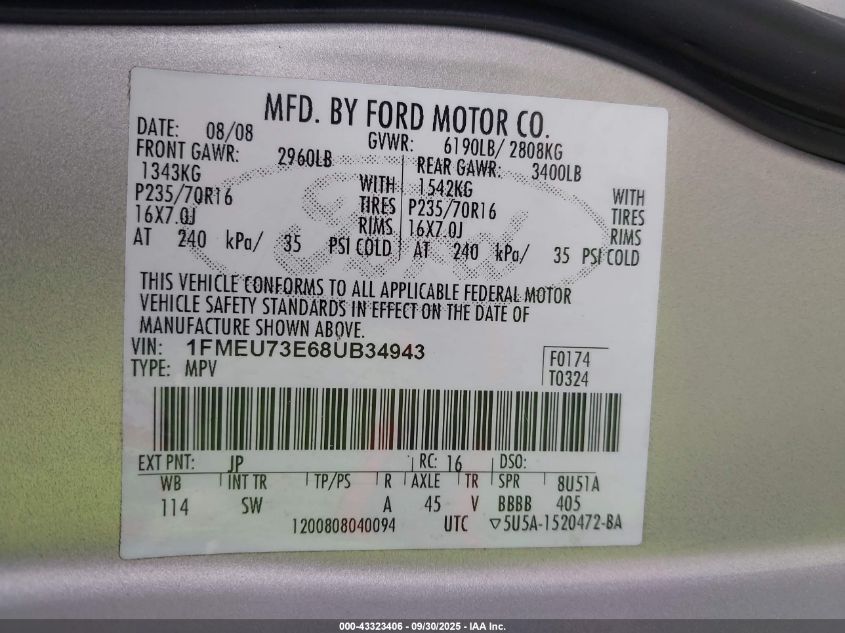 MFD. BY FORD MOTOR CO.
DATE: 08/08 GVWR: 6190LB/ 2808KG
FRONT GAWR: 2960LB REAR GAWR: 3400LB
1343KG WITH 1542KG WITH
P235/70R16 TIRES P235/70R16 TIRES
16X7.0J RIMS 16X7.0J RIMS
AT 240 kPa/ 35 PSI COLD AT 240 kPa/ 35 PSI COLD
Ford
THIS VEHICLE CONFORMS TO ALL APPLICABLE FEDERAL MOTOR
VEHICLE SAFETY STANDARDS IN EFFECT ON THE DATE OF
MANUFACTURE SHOWN ABOVE.
VIN: 1FMEU73E68UB34943 F0174
TYPE: MPV T0324
EXT PNT: JP RC: 16 DSO:
WB INT TR TP/PS R AXLE TR SPR 8U51A
114 SW A 45 V BBBB 405
1200808040094 UTC ▽5U5A-1520472-BA
000-43323406 - 09/30/2025 - IAA Inc.